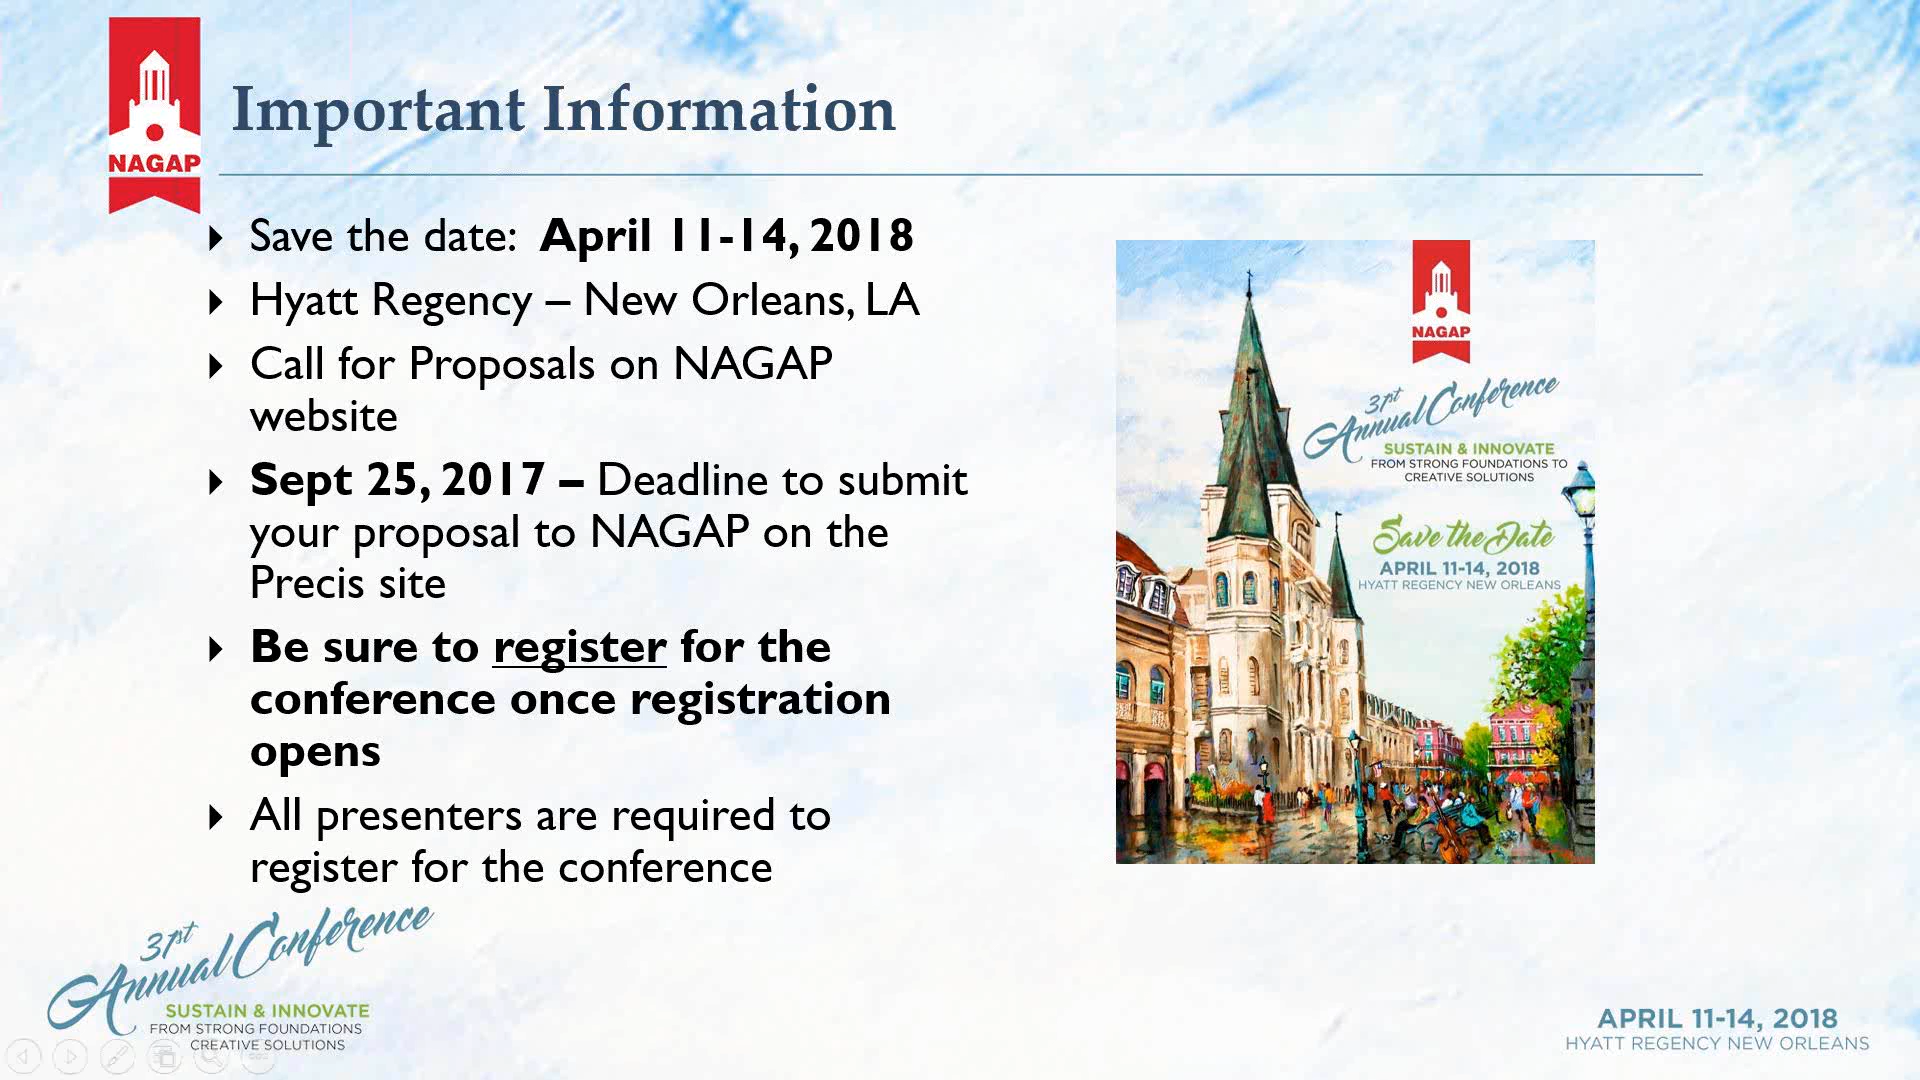 NAGAP
Important Information
Save the date: April 11-14, 2018
Hyatt Regency – New Orleans, LA
Call for Proposals on NAGAP
website
Sept 25, 2017 – Deadline to submit
your proposal to NAGAP on the
Precis site
Be sure to register for the
conference once registration
opens
All presenters are required to
register for the conference
NAGAP
31st
Annual Conference
SUSTAIN & INNOVATE
FROM STRONG FOUNDATIONS TO
CREATIVE SOLUTIONS
Save the Date
APRIL 11-14, 2018
HYATT REGENCY NEW ORLEANS
31st
Annual Conference
SUSTAIN & INNOVATE
FROM STRONG FOUNDATIONS
CREATIVE SOLUTIONS
APRIL 11-14, 2018
HYATT REGENCY NEW ORLEANS